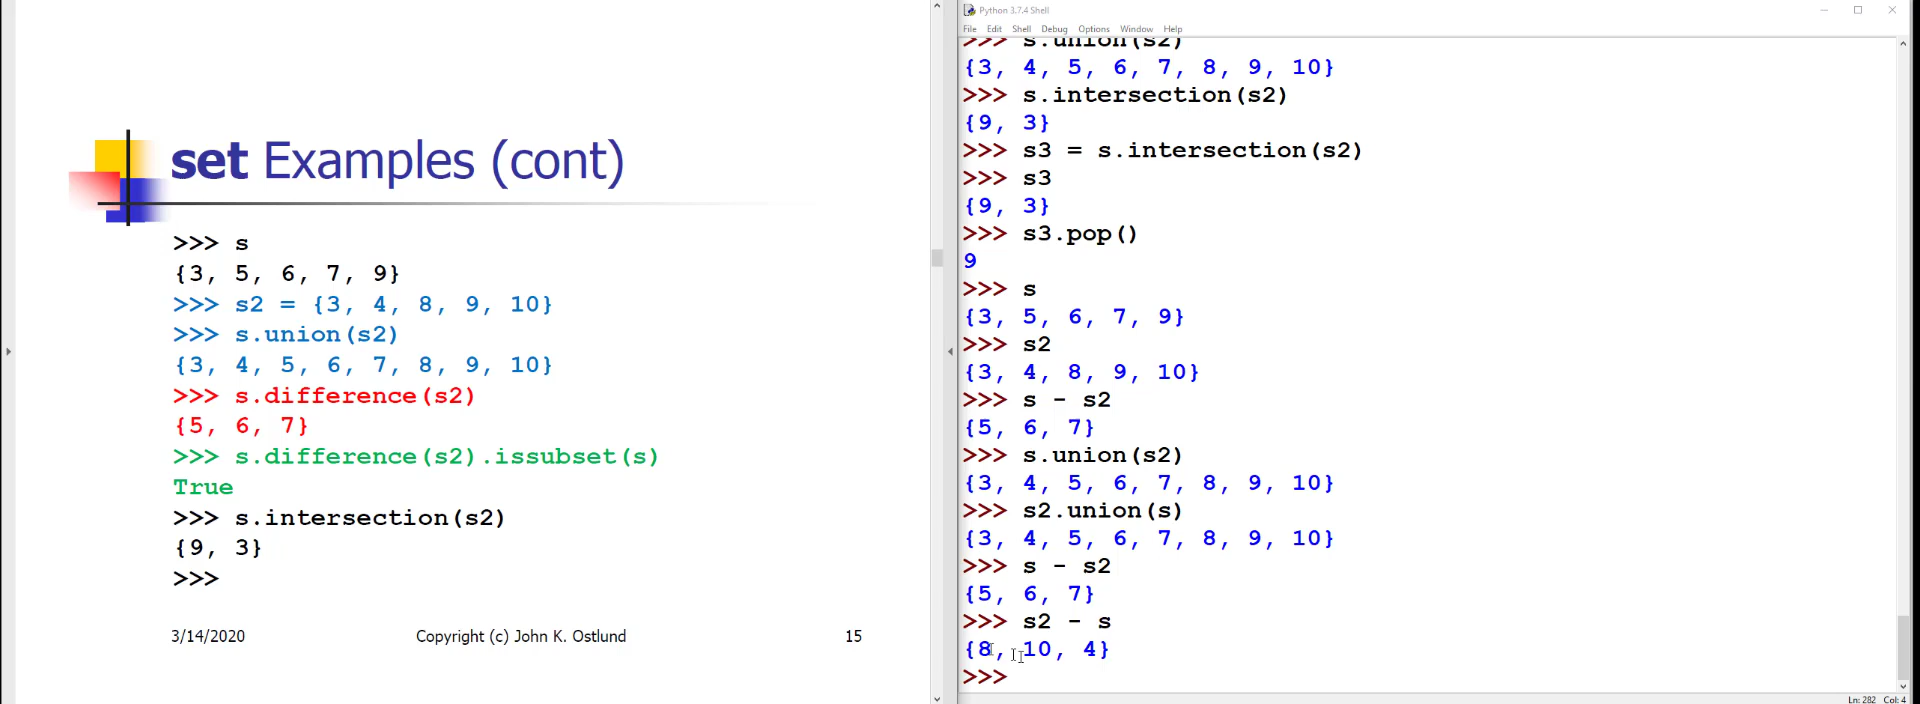 set Examples (cont)
>>> s
{3, 5, 6, 7, 9}
>>> s2 = {3, 4, 8, 9, 10}
>>> s.union(s2)
{3, 4, 5, 6, 7, 8, 9, 10}
>>> s.difference(s2)
{5, 6, 7}
>>> s.difference(s2).issubset(s)
True
>>> s.intersection(s2)
{9, 3}
>>>
3/14/2020 Copyright (c) John K. Ostlund 15
Python 3.7.4 Shell
File Edit Shell Debug Options Window Help
>>> s.union(s2)
{3, 4, 5, 6, 7, 8, 9, 10}
>>> s.intersection(s2)
{9, 3}
>>> s3 = s.intersection(s2)
>>> s3
{9, 3}
>>> s3.pop()
9
>>> s
{3, 5, 6, 7, 9}
>>> s2
{3, 4, 8, 9, 10}
>>> s - s2
{5, 6, 7}
>>> s.union(s2)
{3, 4, 5, 6, 7, 8, 9, 10}
>>> s2.union(s)
{3, 4, 5, 6, 7, 8, 9, 10}
>>> s - s2
{5, 6, 7}
>>> s2 - s
{8, 10, 4}
>>>
Ln: 282 Col: 4